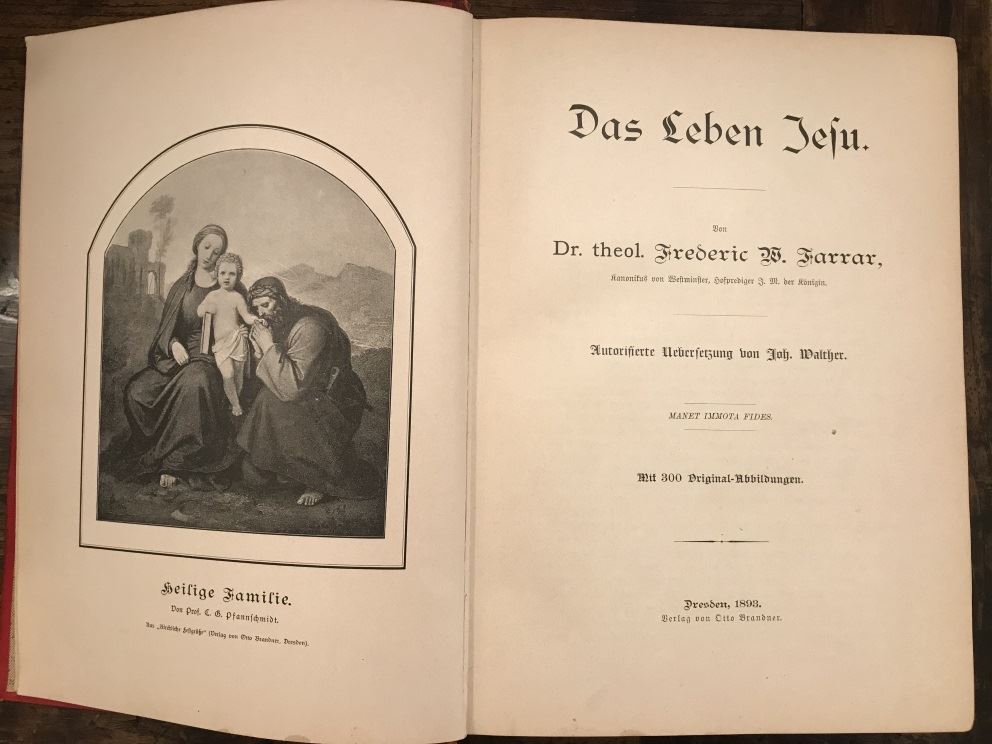 Heilige Familie.
Von Prof. C. G. Pfannschmidt.
Aus „Kirchliche Festgrüße“ (Verlag von Otto Brandner, Dresden).
Das Leben Jesu.
Von
Dr. theol. Frederic W. Farrar,
Kanonikus von Westminster, Hofprediger J. M. der Königin.
Autorisierte Uebersetzung von Joh. Walther.
MANET IMMOTA FIDES.
Mit 300 Original-Abbildungen.
Dresden, 1893.
Verlag von Otto Brandner.